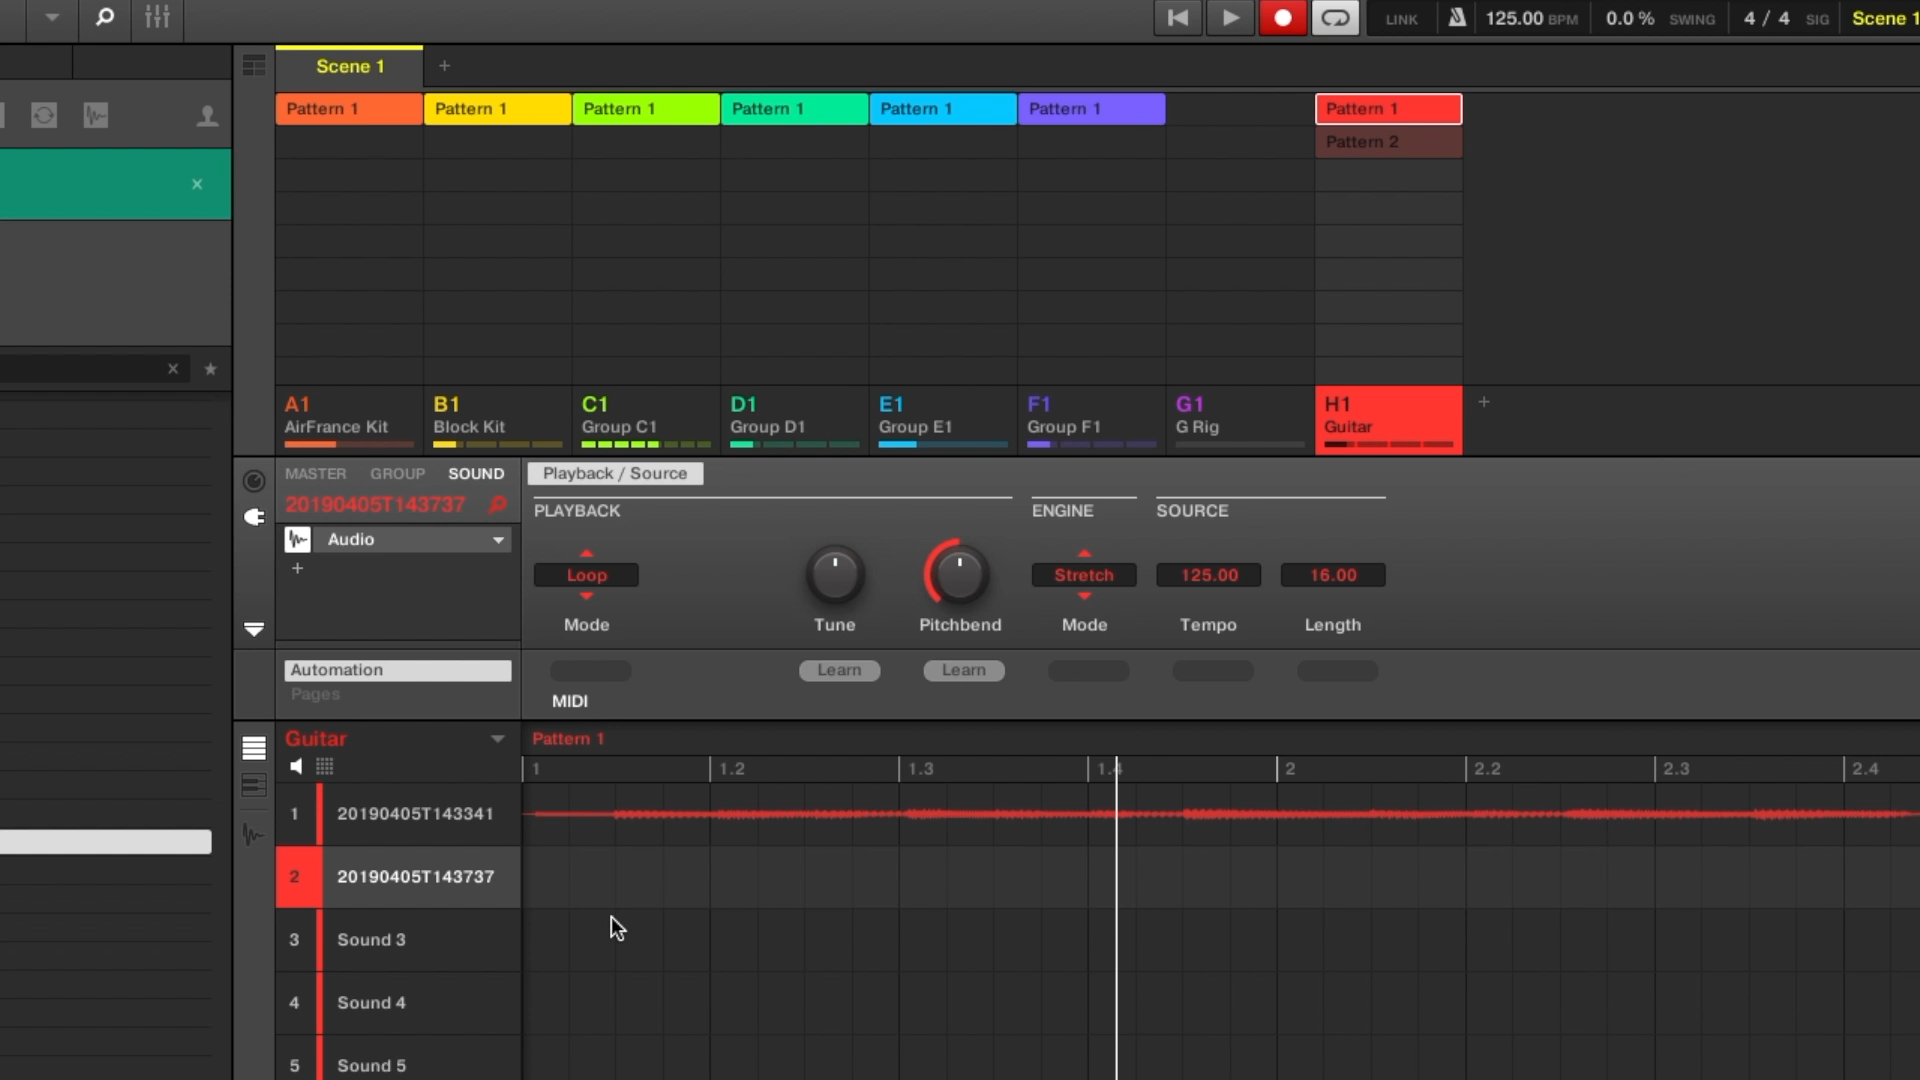 LINK 125.00 BPM 0.0 % SWING 4 / 4 SIG Scene 1
Scene 1 +
Pattern 1 Pattern 1 Pattern 1 Pattern 1 Pattern 1 Pattern 1 Pattern 1
Pattern 2
A1 B1 C1 D1 E1 F1 G1 H1 +
AirFrance Kit Block Kit Group C1 Group D1 Group E1 Group F1 G Rig Guitar
MASTER GROUP SOUND Playback / Source
20190405T143737 PLAYBACK ENGINE SOURCE
Audio
+
Loop Stretch 125.00 16.00
Mode Tune Pitchbend Mode Tempo Length
Automation Learn Learn
Pages MIDI
Guitar Pattern 1
1 1.2 1.3 1.4 2 2.2 2.3 2.4
1 20190405T143341
2 20190405T143737
3 Sound 3
4 Sound 4
5 Sound 5